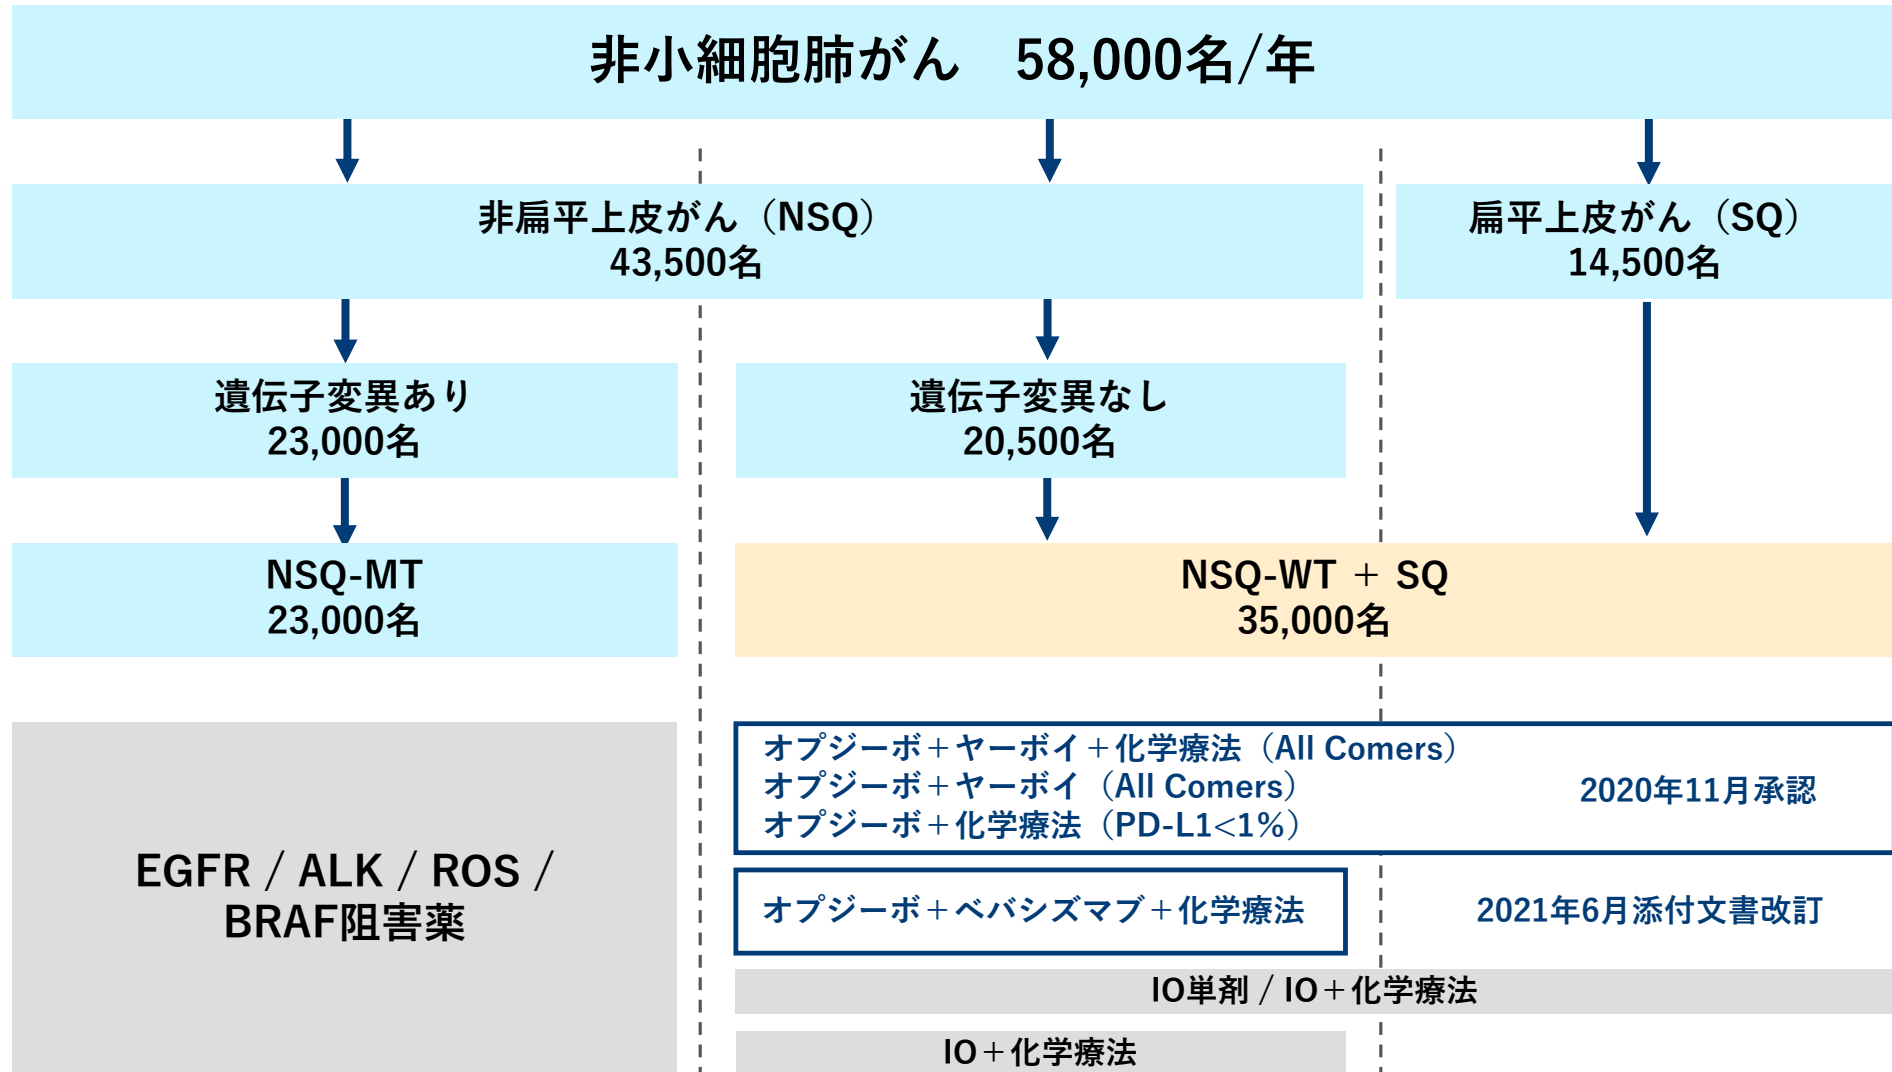 非小細胞肺がん　58,000名/年
非扁平上皮がん（NSQ）
43,500名
扁平上皮がん（SQ）
14,500名
遺伝子変異あり
23,000名
遺伝子変異なし
20,500名
NSQ-MT
23,000名
NSQ-WT ＋ SQ
35,000名
EGFR / ALK / ROS /
BRAF阻害薬
オプジーボ＋ヤーボイ＋化学療法（All Comers）
オプジーボ＋ヤーボイ（All Comers）
オプジーボ＋化学療法（PD-L1<1%）
2020年11月承認
オプジーボ＋ベバシズマブ＋化学療法
2021年6月添付文書改訂
IO単剤 / IO＋化学療法
IO＋化学療法